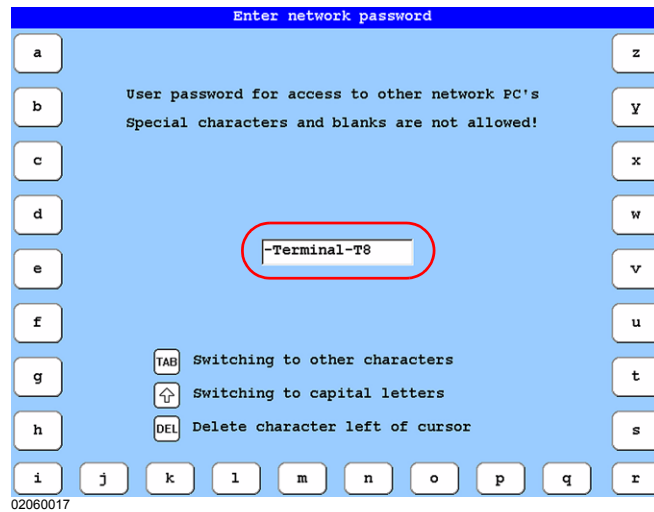 Enter network password
a
z
User password for access to other network PC's
b
y
Special characters and blanks are not allowed!
c
x
d
w
-Terminal-T8
e
v
f
u
TAB Switching to other characters
g
t
Switching to capital letters
h
DEL Delete character left of cursor
s
i j k l m n o p q r
02060017